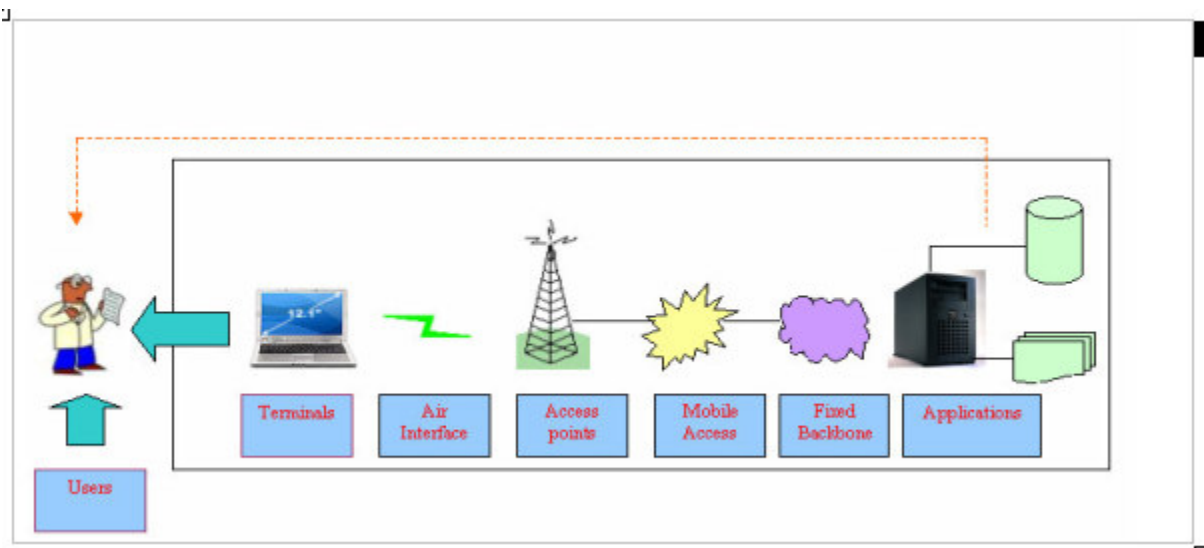 12.1"
Terminals
Air
Interface
Access
points
Mobile
Access
Fixed
Backbone
Applications
Users